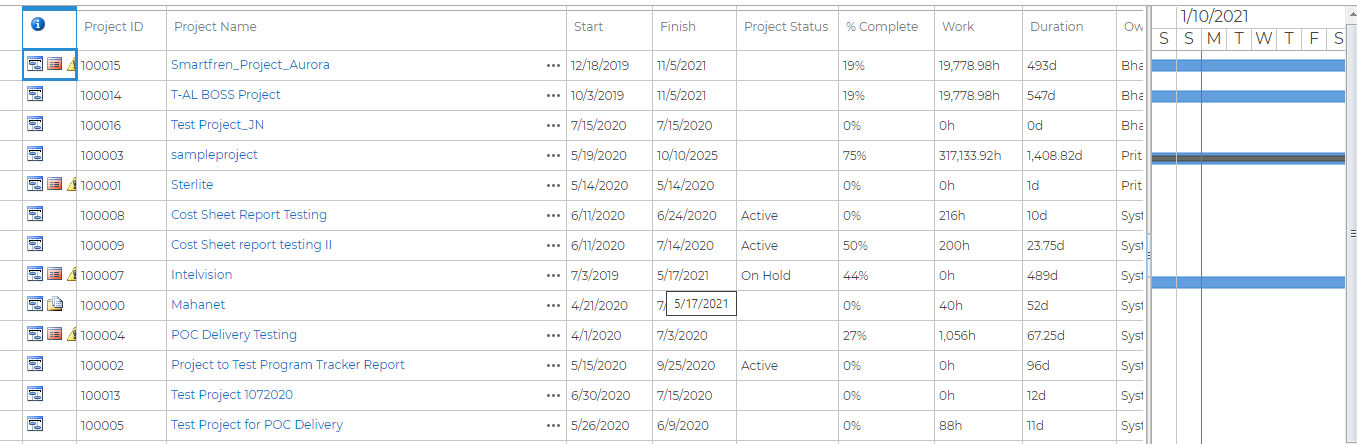 1/10/2021
Project ID Project Name Start Finish Project Status % Complete Work Duration Ow
S S M T W T F S
100015 Smartfren_Project_Aurora ••• 12/18/2019 11/5/2021 19% 19,778.98h 493d Bha
100014 T-AL BOSS Project ••• 10/3/2019 11/5/2021 19% 19,778.98h 547d Bha
100016 Test Project_JN ••• 7/15/2020 7/15/2020 0% 0h 0d Bha
100003 sampleproject ••• 5/19/2020 10/10/2025 75% 317,133.92h 1,408.82d Prit
100001 Sterlite ••• 5/14/2020 5/14/2020 0% 0h 1d Prit
100008 Cost Sheet Report Testing ••• 6/11/2020 6/24/2020 Active 0% 216h 10d Syst
100009 Cost Sheet report testing II ••• 6/11/2020 7/14/2020 Active 50% 200h 23.75d Syst
100007 Intelvision ••• 7/3/2019 5/17/2021 On Hold 44% 0h 489d Syst
100000 Mahanet ••• 4/21/2020 7/ 5/17/2021 0% 40h 52d Syst
100004 POC Delivery Testing ••• 4/1/2020 7/3/2020 27% 1,056h 67.25d Syst
100002 Project to Test Program Tracker Report ••• 5/15/2020 9/25/2020 Active 0% 0h 96d Syst
100013 Test Project 1072020 ••• 6/30/2020 7/15/2020 0% 0h 12d Syst
100005 Test Project for POC Delivery ••• 5/26/2020 6/9/2020 0% 88h 11d Syst